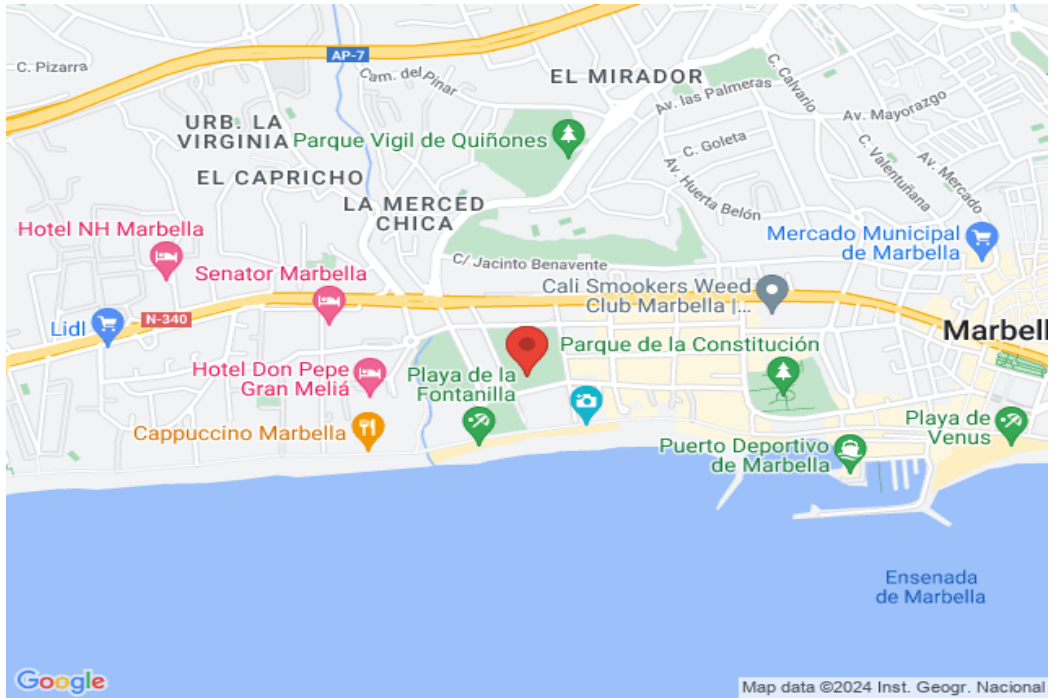 AP-7
C. Pizarra
Cam. del Pinar
EL MIRADOR
C. Calvario
Av. las Palmeras
Av. Mayorazgo
URB. LA
VIRGINIA
Parque Vigil de Quiñones
C. Goleta
C. Valentuñana
Av. Mercado
EL CAPRICHO
Av. Huerta Belón
LA MERCED
CHICA
Hotel NH Marbella
Mercado Municipal
de Marbella
C/ Jacinto Benavente
Senator Marbella
Cali Smookers Weed
Club Marbella |...
N-340
Lidl
Marbell
Parque de la Constitución
Hotel Don Pepe
Gran Meliá
Playa de la
Fontanilla
Cappuccino Marbella
Playa de
Venus
Puerto Deportivo
de Marbella
Ensenada
de Marbella
Google
Map data ©2024 Inst. Geogr. Nacional